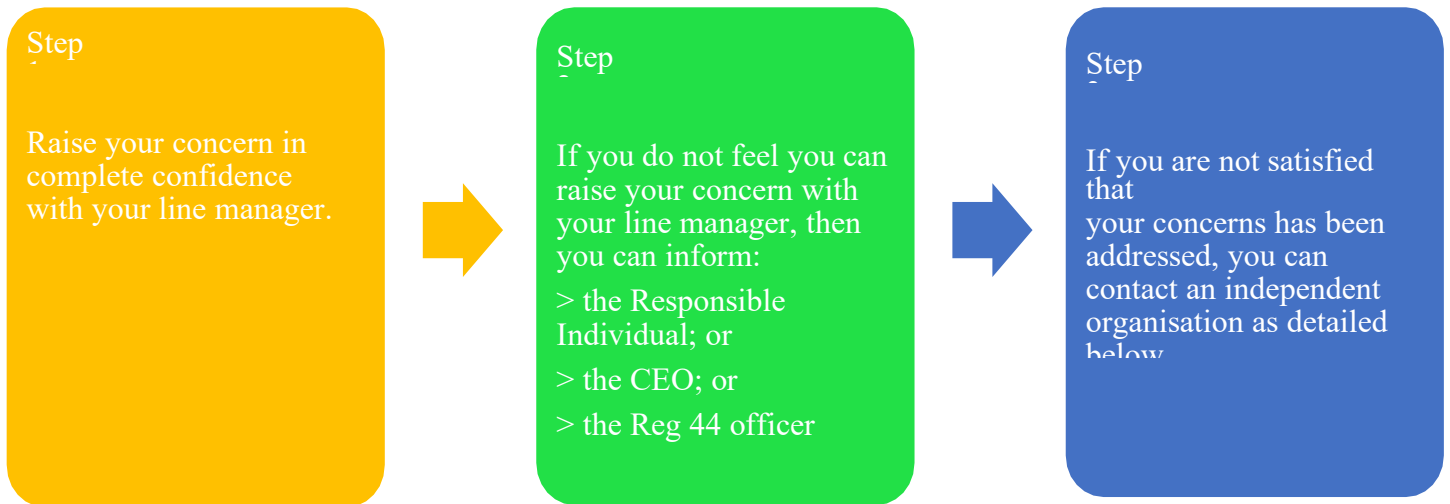 Step
Raise your concern in
complete confidence
with your line manager.
Step
If you do not feel you can
raise your concern with
your line manager, then
you can inform:
> the Responsible
Individual; or
> the CEO; or
> the Reg 44 officer
Step
If you are not satisfied
that
your concerns has been
addressed, you can
contact an independent
organisation as detailed
below